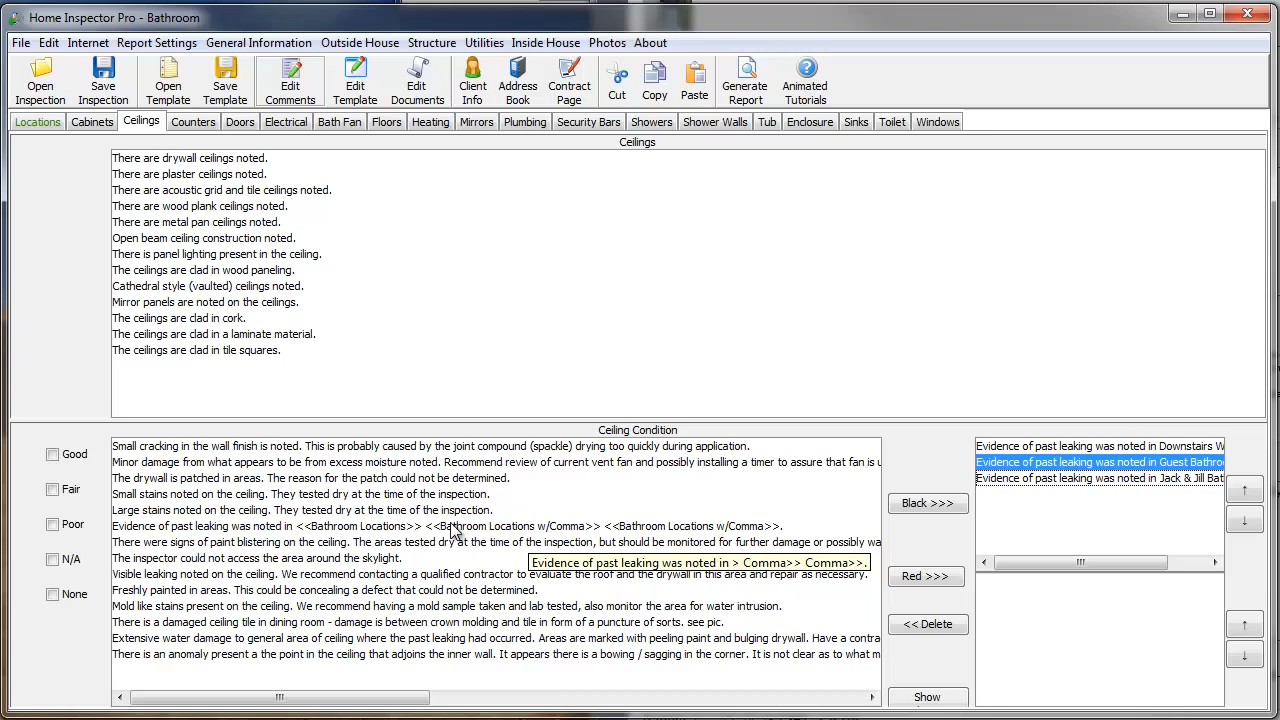 Home Inspector Pro - Bathroom
File Edit Internet Report Settings General Information Outside House Structure Utilities Inside House Photos About
Open Inspection
Save Inspection
Open Template
Save Template
Edit Comments
Edit Template
Edit Documents
Client Info
Address Book
Contract Page
Cut
Copy
Paste
Generate Report
Animated Tutorials
Locations Cabinets Ceilings Counters Doors Electrical Bath Fan Floors Heating Mirrors Plumbing Security Bars Showers Shower Walls Tub Enclosure Sinks Toilet Windows
Ceilings
There are drywall ceilings noted.
There are plaster ceilings noted.
There are acoustic grid and tile ceilings noted.
There are wood plank ceilings noted.
There are metal pan ceilings noted.
Open beam ceiling construction noted.
There is panel lighting present in the ceiling.
The ceilings are clad in wood paneling.
Cathedral style (vaulted) ceilings noted.
Mirror panels are noted on the ceilings.
The ceilings are clad in cork.
The ceilings are clad in a laminate material.
The ceilings are clad in tile squares.
Ceiling Condition
Good
Fair
Poor
N/A
None
Small cracking in the wall finish is noted. This is probably caused by the joint compound (spackle) drying too quickly during application.
Minor damage from what appears to be from excess moisture noted. Recommend review of current vent fan and possibly installing a timer to assure that fan is u
The drywall is patched in areas. The reason for the patch could not be determined.
Small stains noted on the ceiling. They tested dry at the time of the inspection.
Large stains noted on the ceiling. They tested dry at the time of the inspection.
Evidence of past leaking was noted in <<Bathroom Locations>> <<Bathroom Locations w/Comma>> <<Bathroom Locations w/Comma>>.
There were signs of paint blistering on the ceiling. The areas tested dry at the time of the inspection, but should be monitored for further damage or possibly wa
The inspector could not access the area around the skylight.
Evidence of past leaking was noted in > Comma>> Comma>>.
Visible leaking noted on the ceiling. We recommend contacting a qualified contractor to evaluate the roof and the drywall in this area and repair as necessary.
Freshly painted in areas. This could be concealing a defect that could not be determined.
Mold like stains present on the ceiling. We recommend having a mold sample taken and lab tested, also monitor the area for water intrusion.
There is a damaged ceiling tile in dining room - damage is between crown molding and tile in form of a puncture of sorts. see pic.
Extensive water damage to general area of ceiling where the past leaking had occurred. Areas are marked with peeling paint and bulging drywall. Have a contra
There is an anomaly present a the point in the ceiling that adjoins the inner wall. It appears there is a bowing / sagging in the corner. It is not clear as to what m
Black >>>
Red >>>
<< Delete
Show
Evidence of past leaking was noted in Downstairs W
Evidence of past leaking was noted in Guest Bathroo
Evidence of past leaking was noted in Jack & Jill Bat